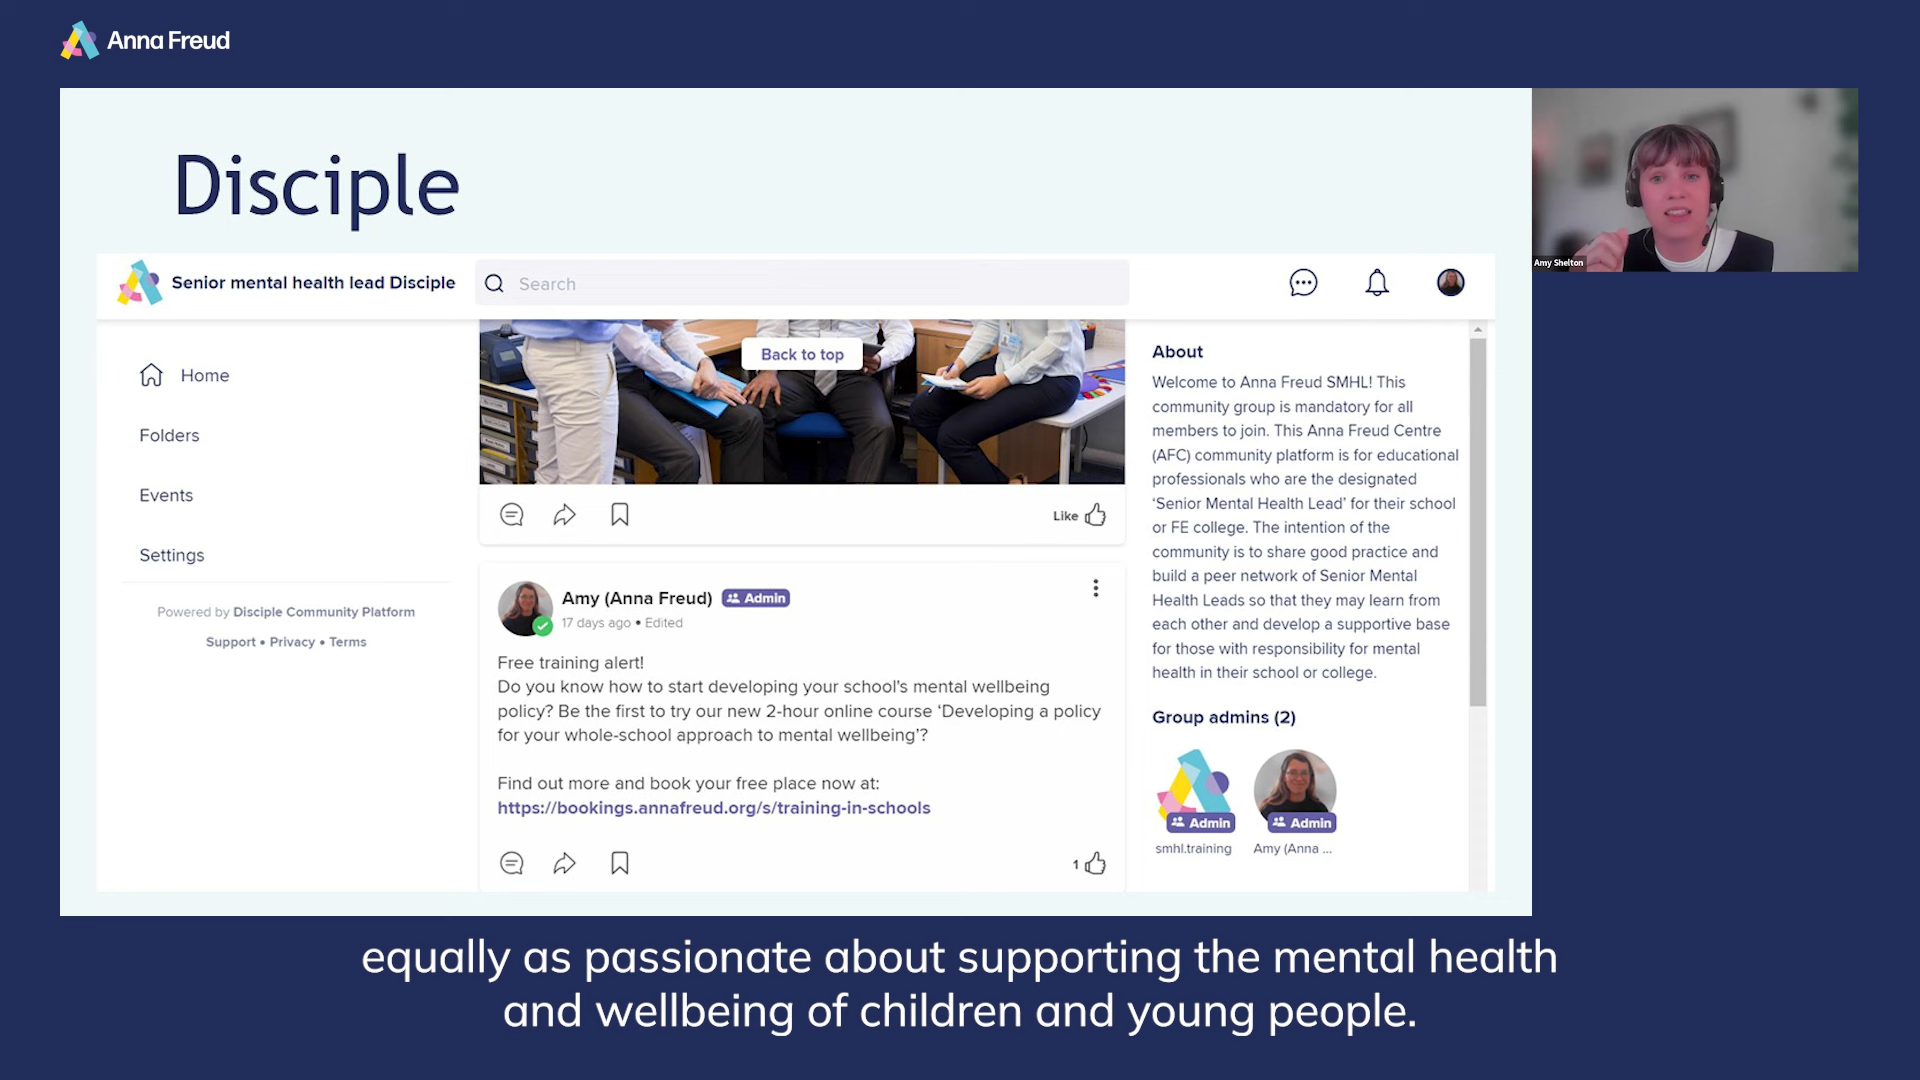 Anna Freud
Disciple
Amy Shelton
Senior mental health lead Disciple
Search
Home
Folders
Events
Settings
Powered by Disciple Community Platform
Support • Privacy • Terms
Back to top
Like
Amy (Anna Freud) Admin
17 days ago • Edited
Free training alert!
Do you know how to start developing your school's mental wellbeing
policy? Be the first to try our new 2-hour online course ‘Developing a policy
for your whole-school approach to mental wellbeing’?
Find out more and book your free place now at:
https://bookings.annafreud.org/s/training-in-schools
1
About
Welcome to Anna Freud SMHL! This
community group is mandatory for all
members to join. This Anna Freud Centre
(AFC) community platform is for educational
professionals who are the designated
‘Senior Mental Health Lead’ for their school
or FE college. The intention of the
community is to share good practice and
build a peer network of Senior Mental
Health Leads so that they may learn from
each other and develop a supportive base
for those with responsibility for mental
health in their school or college.
Group admins (2)
Admin
Admin
smhl.training
Amy (Anna ...
equally as passionate about supporting the mental health
and wellbeing of children and young people.